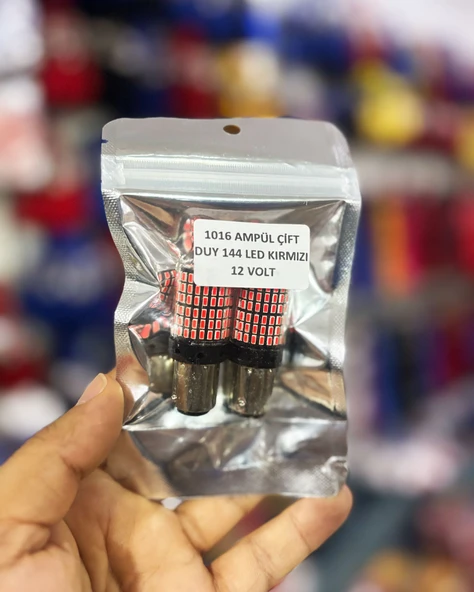 1016 AMPÜL ÇİFT
DUY 144 LED KIRMIZI
12 VOLT